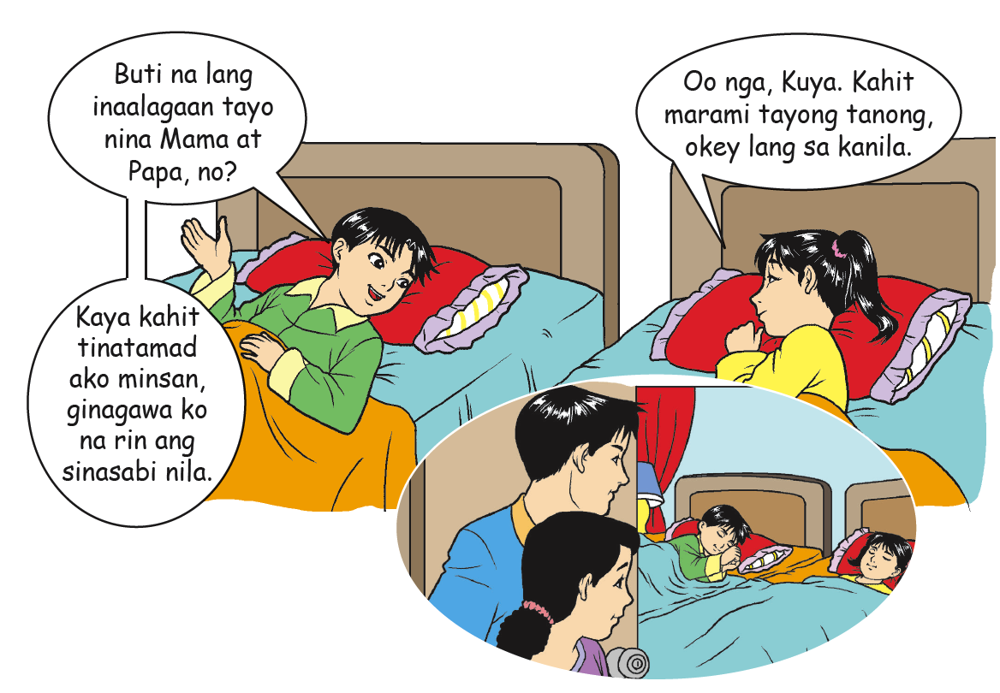 Buti na lang
inaalagaan tayo
nina Mama at
Papa, no?
Kaya kahit
tinatamad
ako minsan,
ginagawa ko
na rin ang
sinasabi nila.
Oo nga, Kuya. Kahit
marami tayong tanong,
okey lang sa kanila.